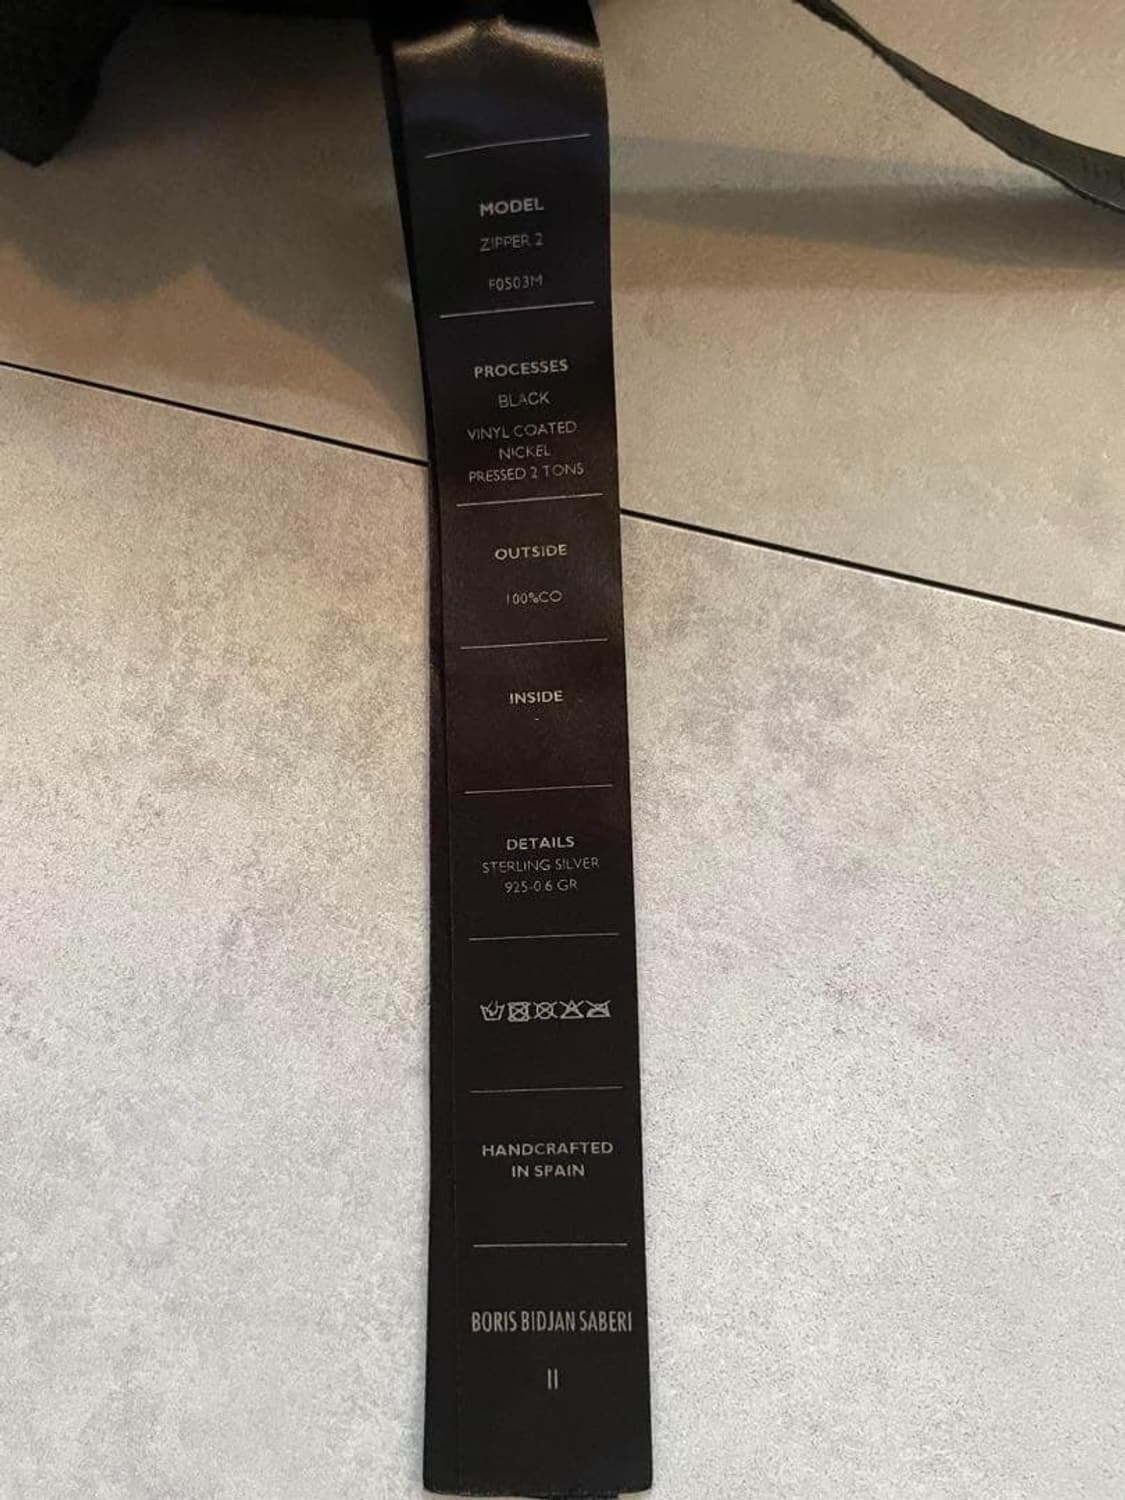 MODEL
ZIPPER 2
F0503M
PROCESSES
BLACK
VINYL COATED
NICKEL
PRESSED 2 TONS
OUTSIDE
100%CO
INSIDE
-
DETAILS
STERLING SILVER
925-0.6 GR
HANDCRAFTED
IN SPAIN
BORIS BIDJAN SABERI
II